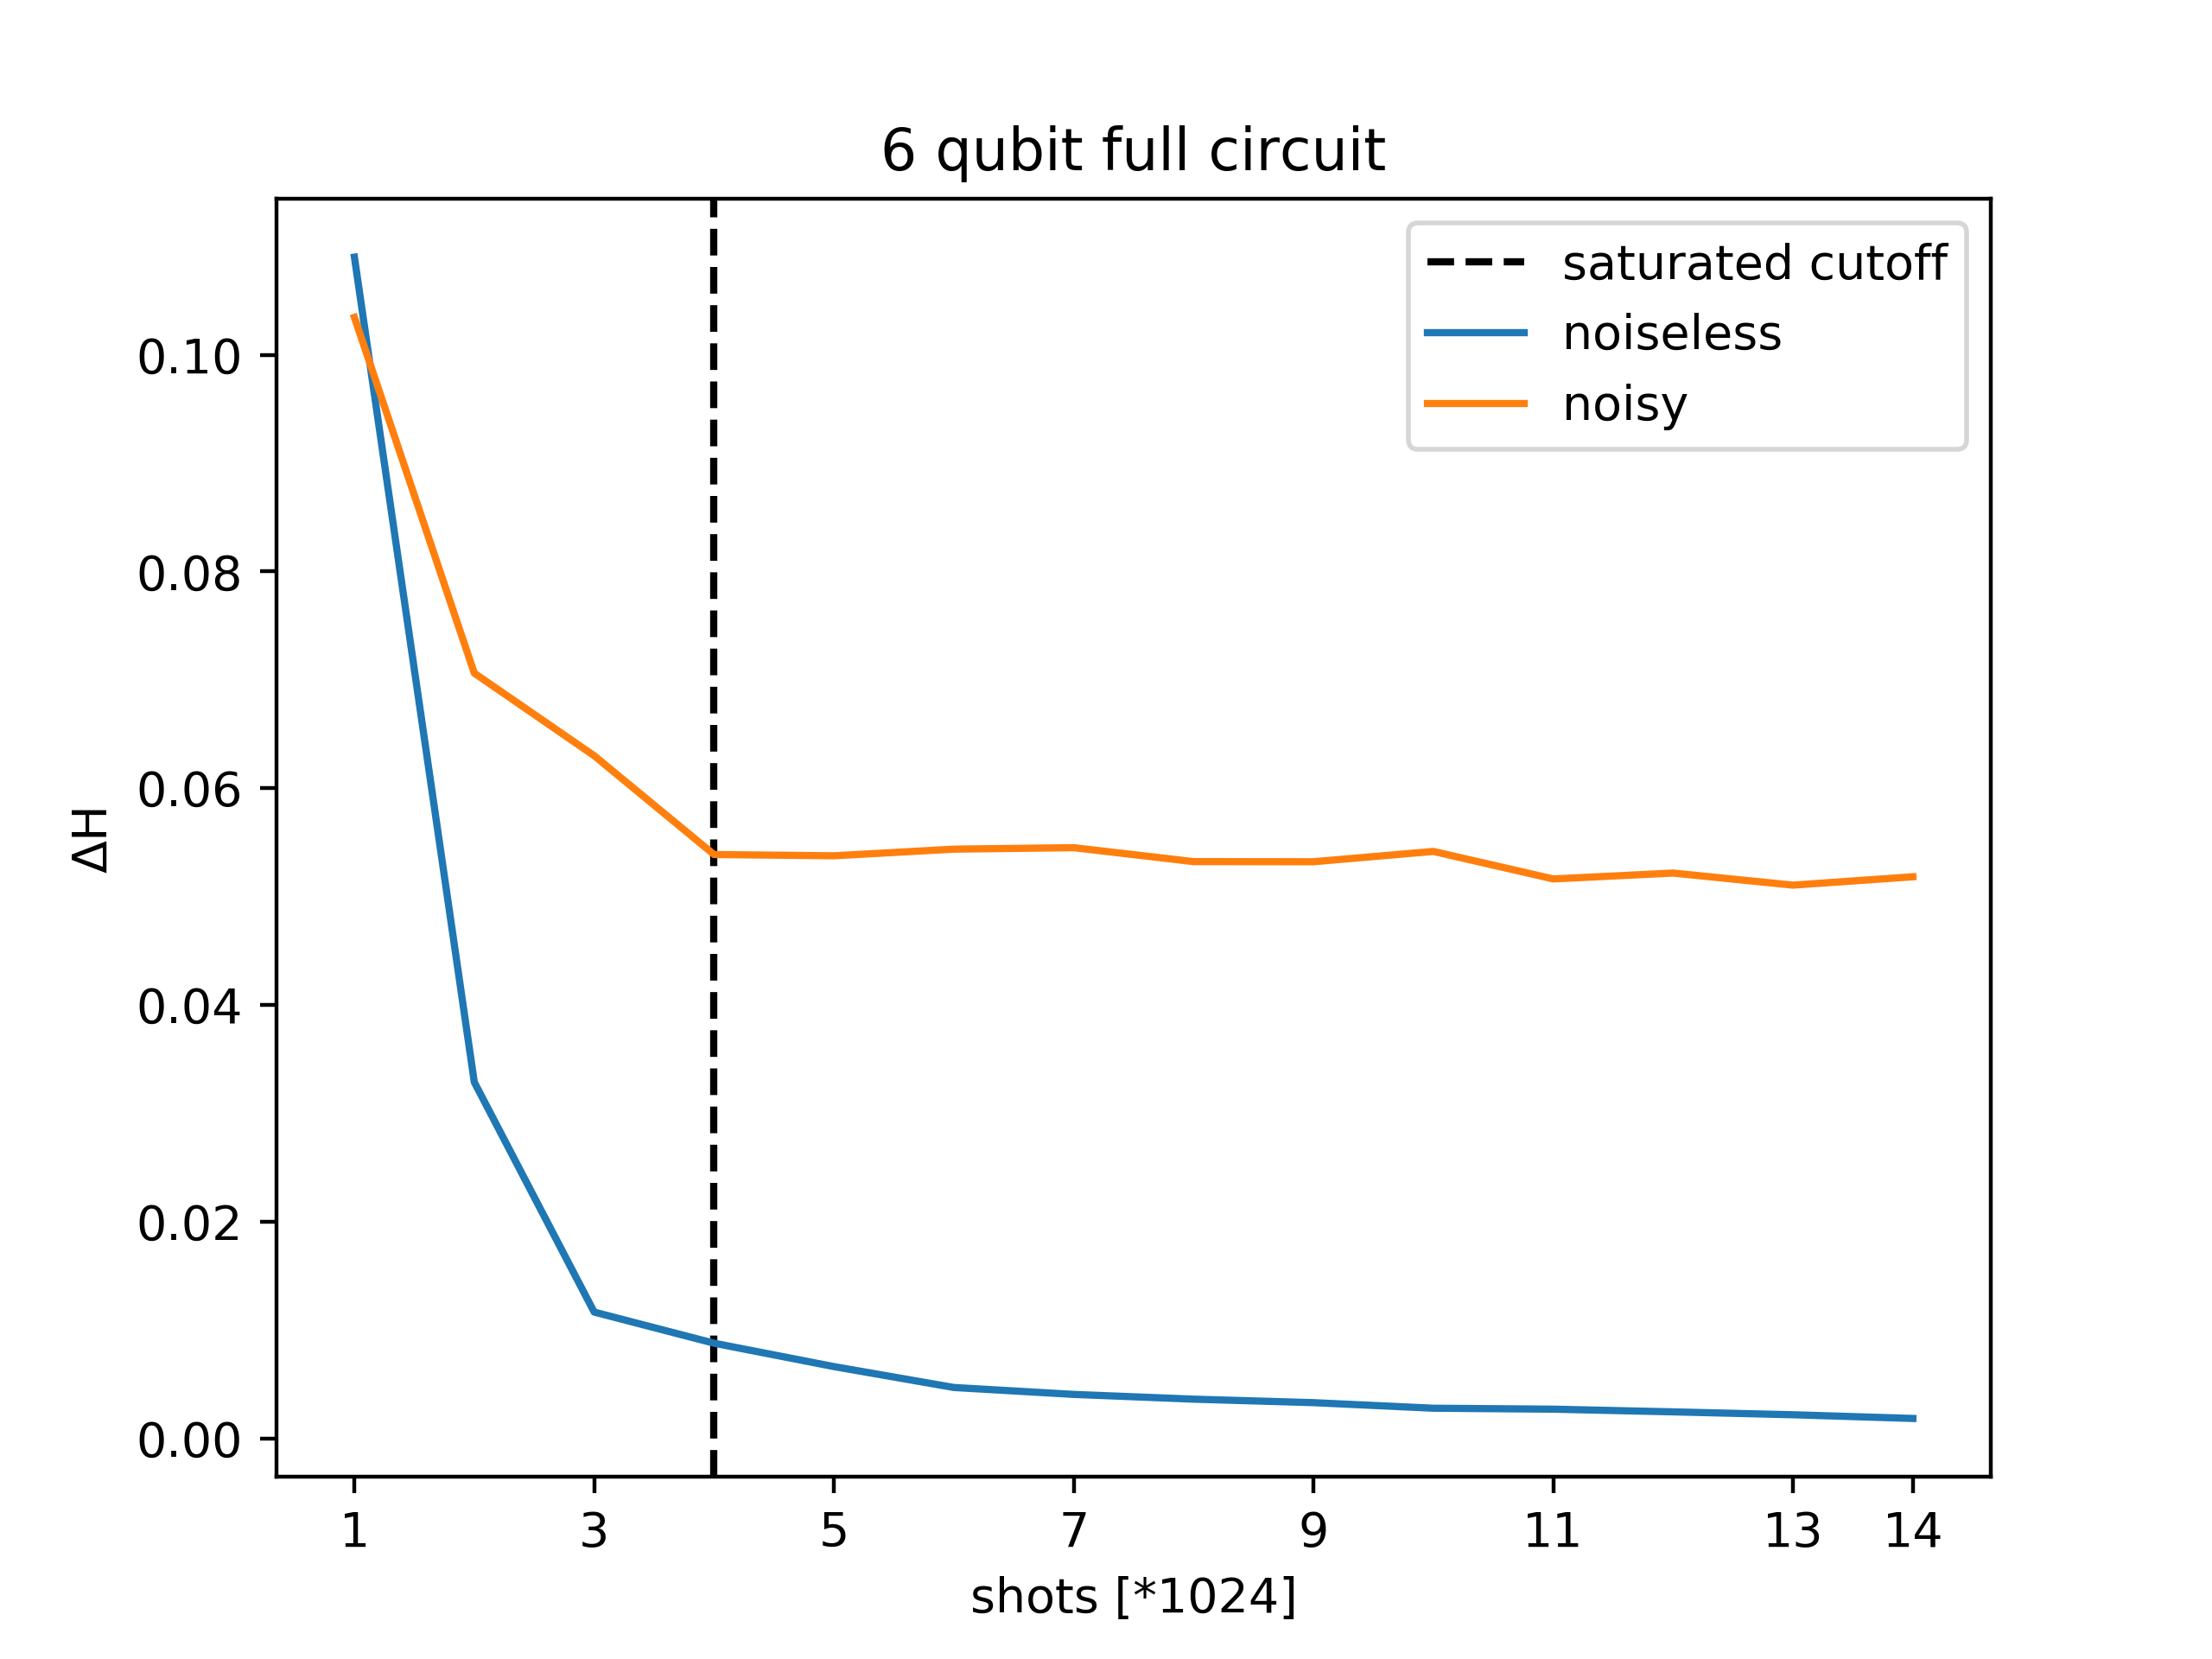 6 qubit full circuit
saturated cutoff
noiseless
noisy
0.10
0.08
0.06
0.04
0.02
0.00
ΔH
1 3 5 7 9 11 13 14
shots [*1024]